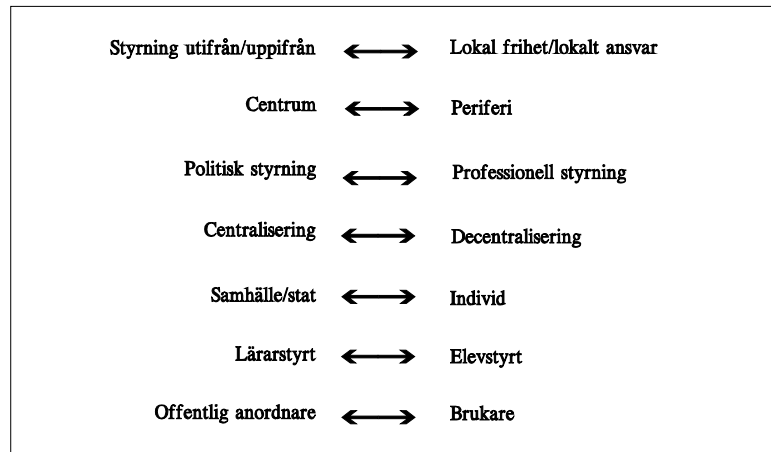 Styrning utifrån/uppifrån Lokal frihet/lokalt ansvar
Centrum Periferi
Politisk styrning Professionell styrning
Centralisering Decentralisering
Samhälle/stat Individ
Lärarstyrt Elevstyrt
Offentlig anordnare Brukare